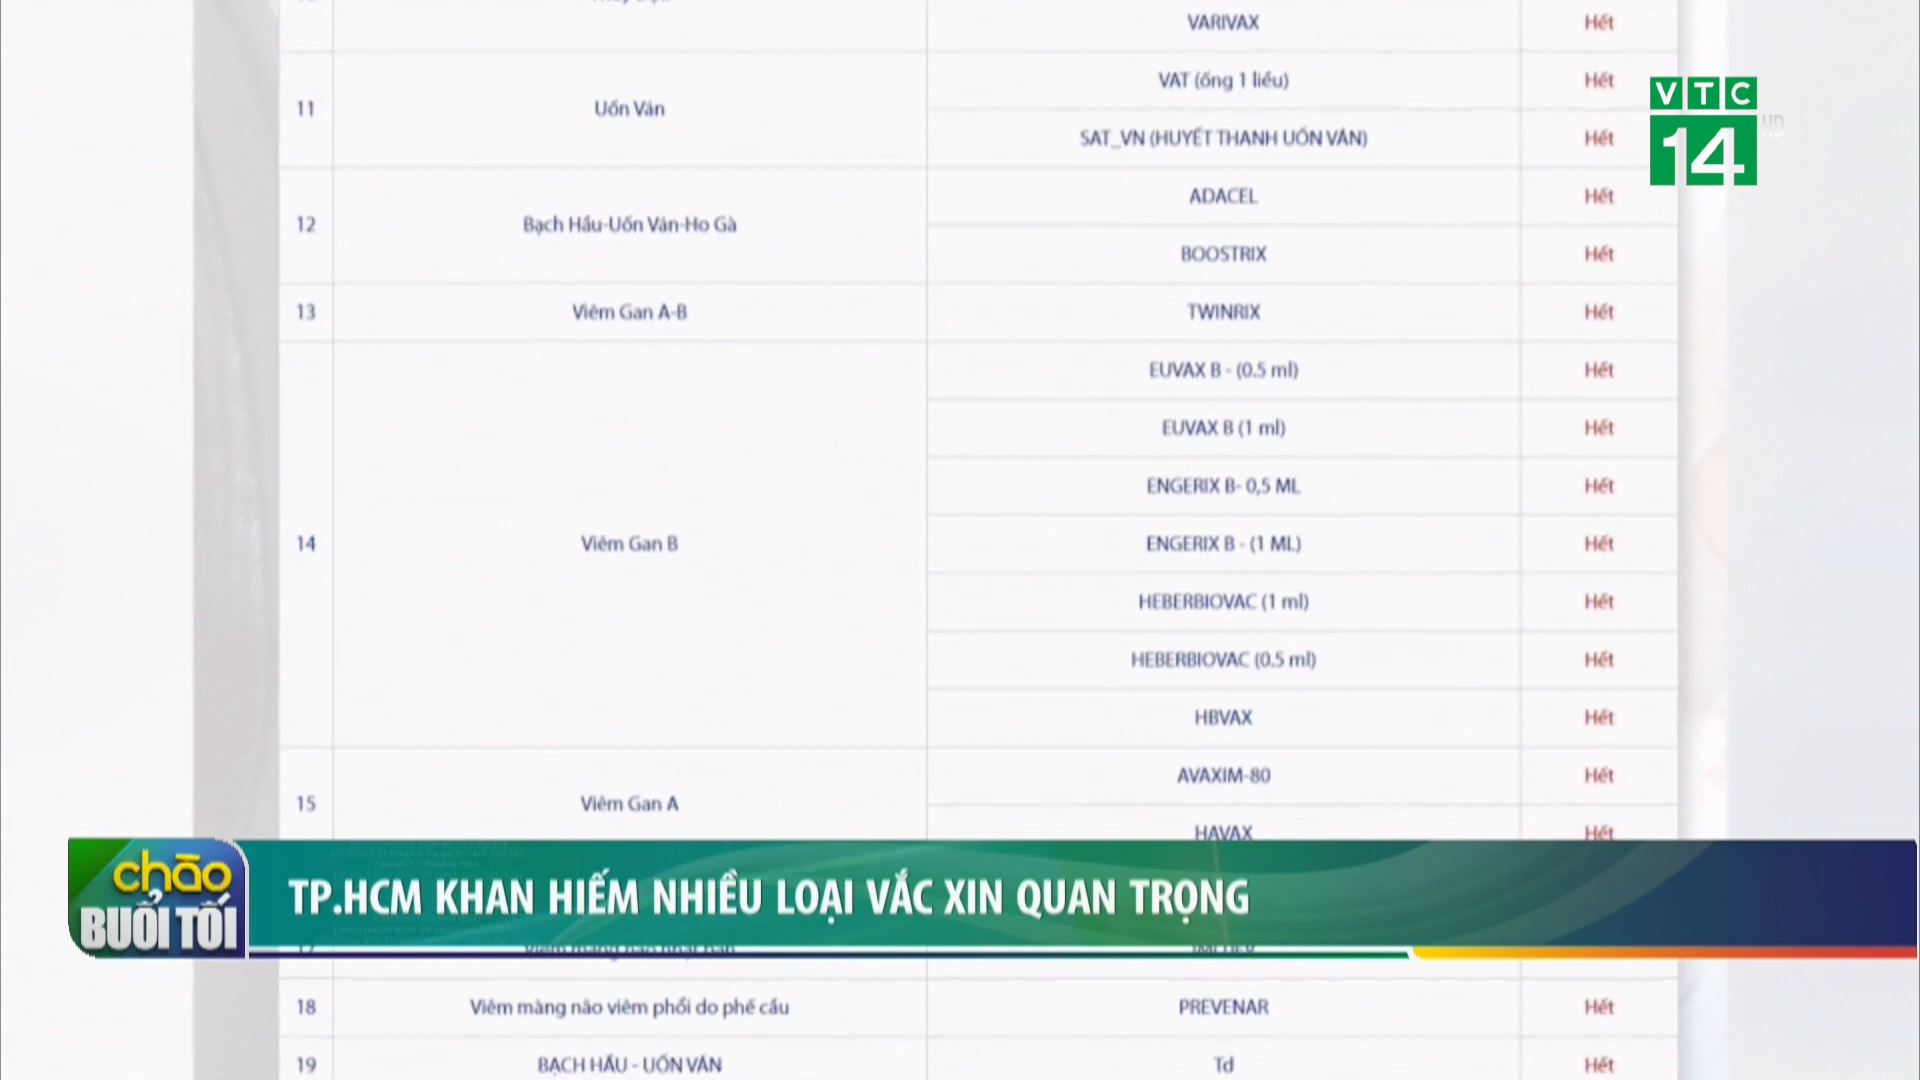 VARIVAX Hết
11 Uốn Ván VAT (ống 1 liều) Hết
SAT_VN (HUYẾT THANH UỐN VÁN) Hết
12 Bạch Hầu-Uốn Ván-Ho Gà ADACEL Hết
BOOSTRIX Hết
13 Viêm Gan A-B TWINRIX Hết
14 Viêm Gan B EUVAX B - (0.5 ml) Hết
EUVAX B (1 ml) Hết
ENGERIX B- 0,5 ML Hết
ENGERIX B - (1 ML) Hết
HEBERBIOVAC (1 ml) Hết
HEBERBIOVAC (0.5 ml) Hết
HBVAX Hết
15 Viêm Gan A AVAXIM-80 Hết
HAVAX Hết
18 Viêm màng não viêm phổi do phế cầu PREVENAR Hết
19 BẠCH HẦU - UỐN VÁN Td Hết
VTC
14
HD
chào
BUỔI TỐI
TP.HCM KHAN HIẾM NHIỀU LOẠI VẮC XIN QUAN TRỌNG